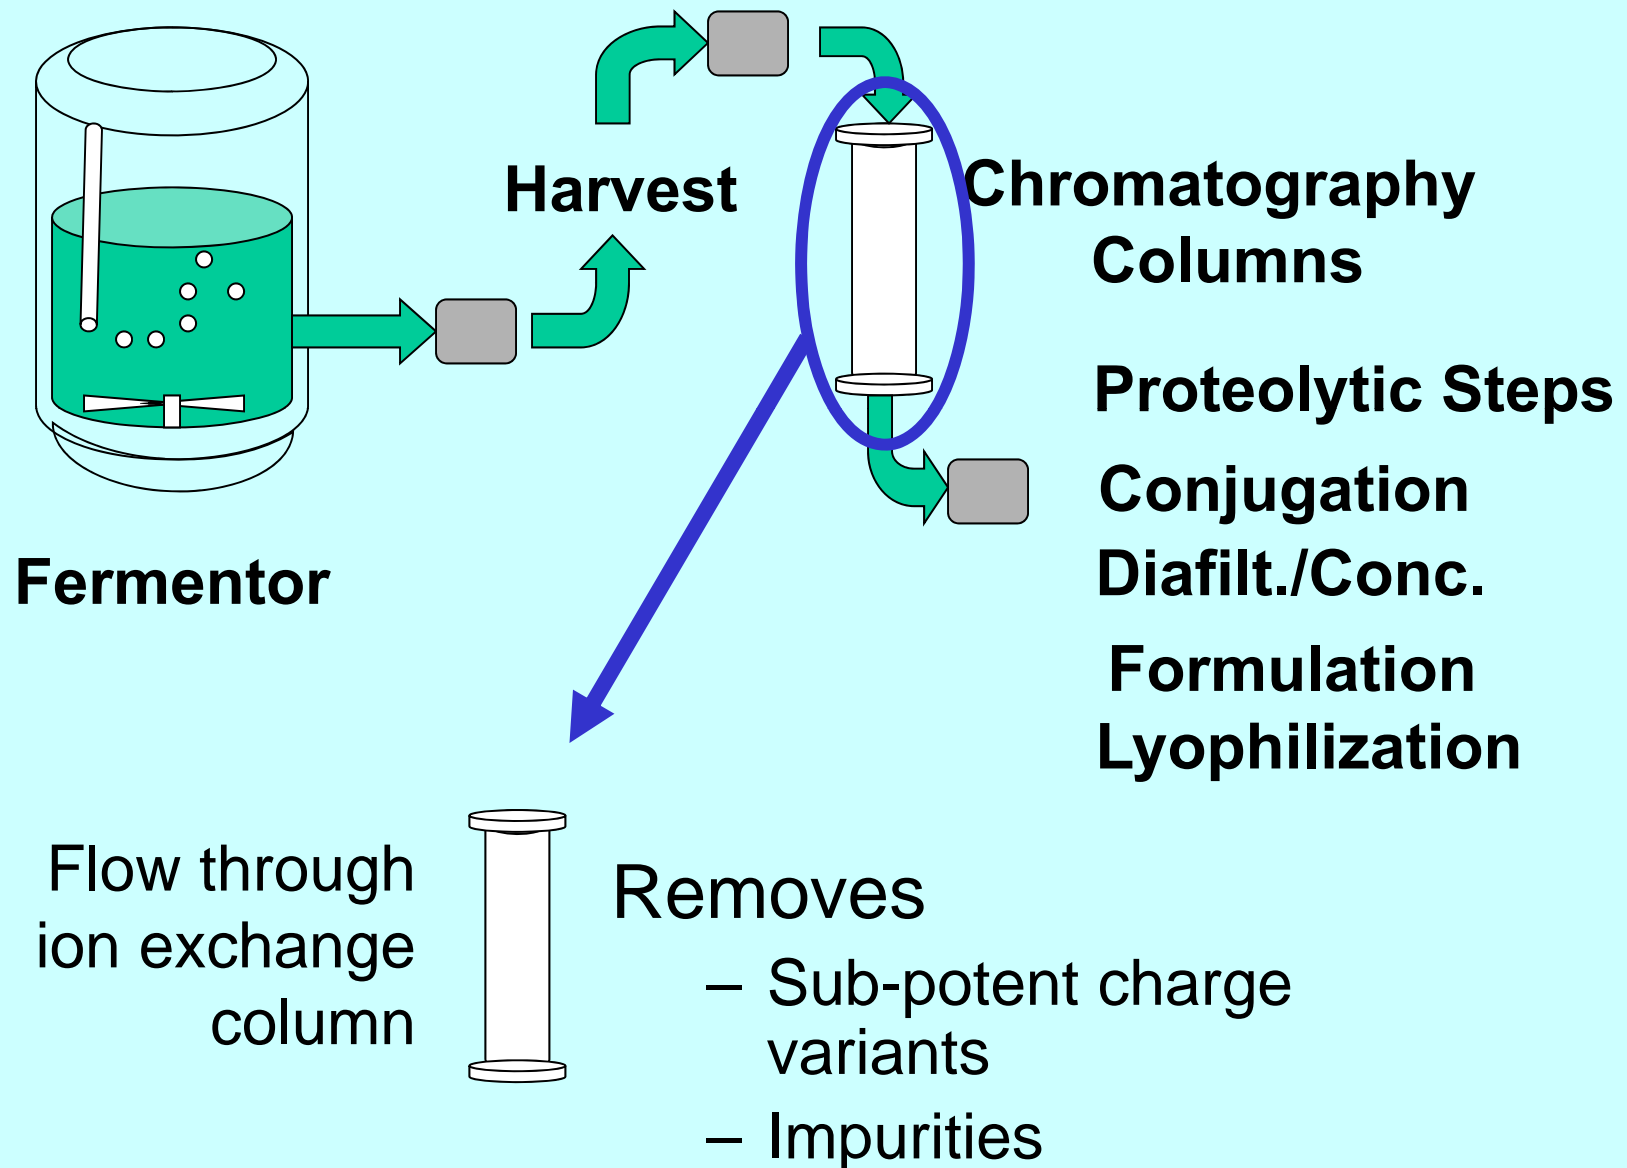 Harvest
Chromatography
Columns
Proteolytic Steps
Conjugation
Diafilt./Conc.
Fermentor
Formulation
Lyophilization
Flow through
ion exchange
column
Removes
– Sub-potent charge
variants
– Impurities